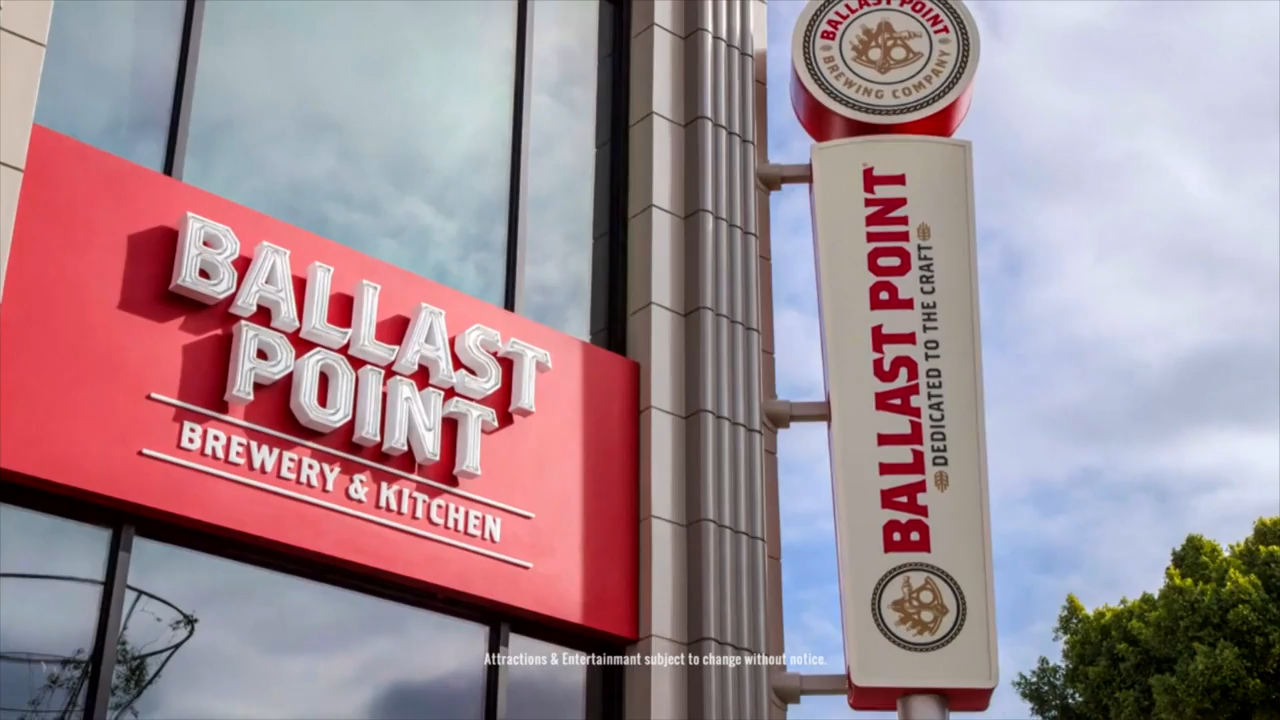 BALLAST
POINT
BREWERY & KITCHEN
BALLAST POINT
BREWING COMPANY
BALLAST POINT
DEDICATED TO THE CRAFT
Attractions & Entertainmant subject to change without notice.